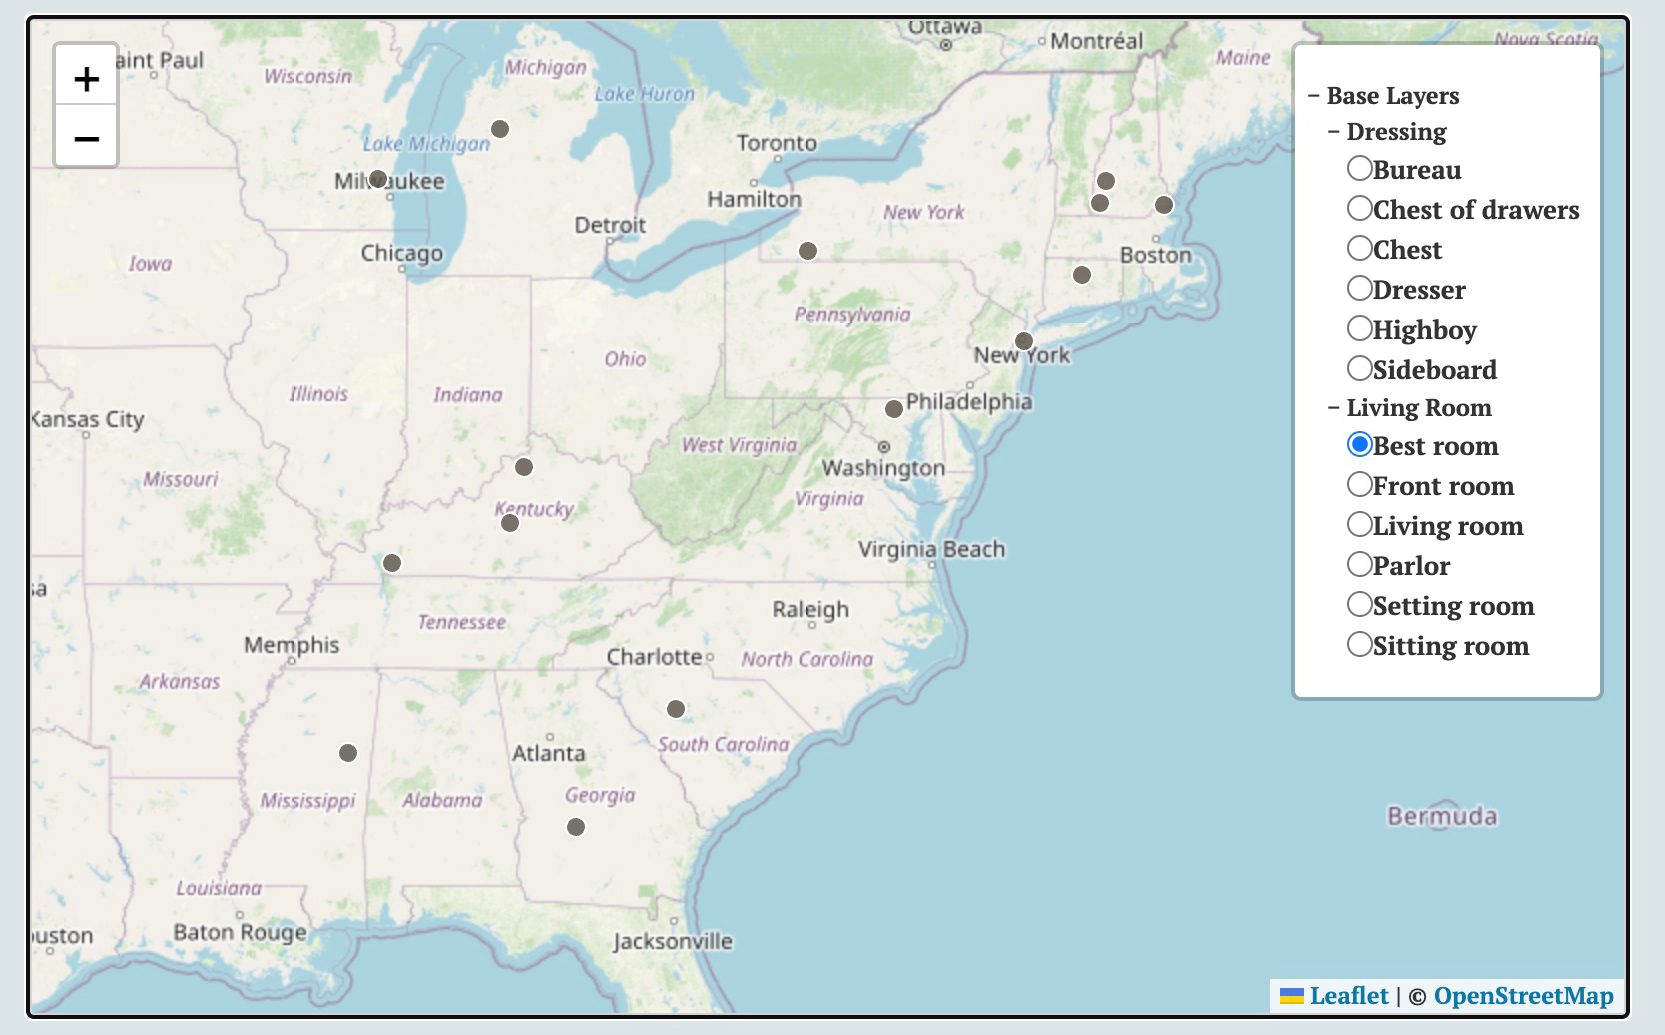 Ottawa
Montréal
Nova Scotia
Maine
+
−
aint Paul
Wisconsin
Michigan
Lake Huron
Lake Michigan
Toronto
Milwaukee
Hamilton
New York
Detroit
Chicago
Boston
Iowa
Pennsylvania
New York
Ohio
Illinois
Indiana
Philadelphia
Kansas City
West Virginia
Washington
Missouri
Virginia
Kentucky
Virginia Beach
sa
Raleigh
Tennessee
Memphis
Charlotte
North Carolina
Arkansas
South Carolina
Atlanta
Mississippi
Alabama
Georgia
Bermuda
Louisiana
Baton Rouge
ouston
Jacksonville
− Base Layers
− Dressing
Bureau
Chest of drawers
Chest
Dresser
Highboy
Sideboard
− Living Room
Best room
Front room
Living room
Parlor
Setting room
Sitting room
Leaflet | © OpenStreetMap